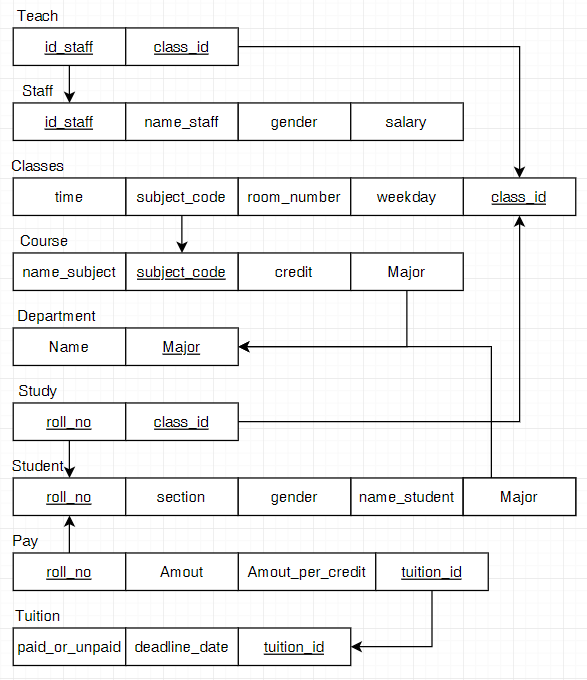 Teach
id_staff class_id
Staff
id_staff name_staff gender salary
Classes
time subject_code room_number weekday class_id
Course
name_subject subject_code credit Major
Department
Name Major
Study
roll_no class_id
Student
roll_no section gender name_student Major
Pay
roll_no Amout Amout_per_credit tuition_id
Tuition
paid_or_unpaid deadline_date tuition_id